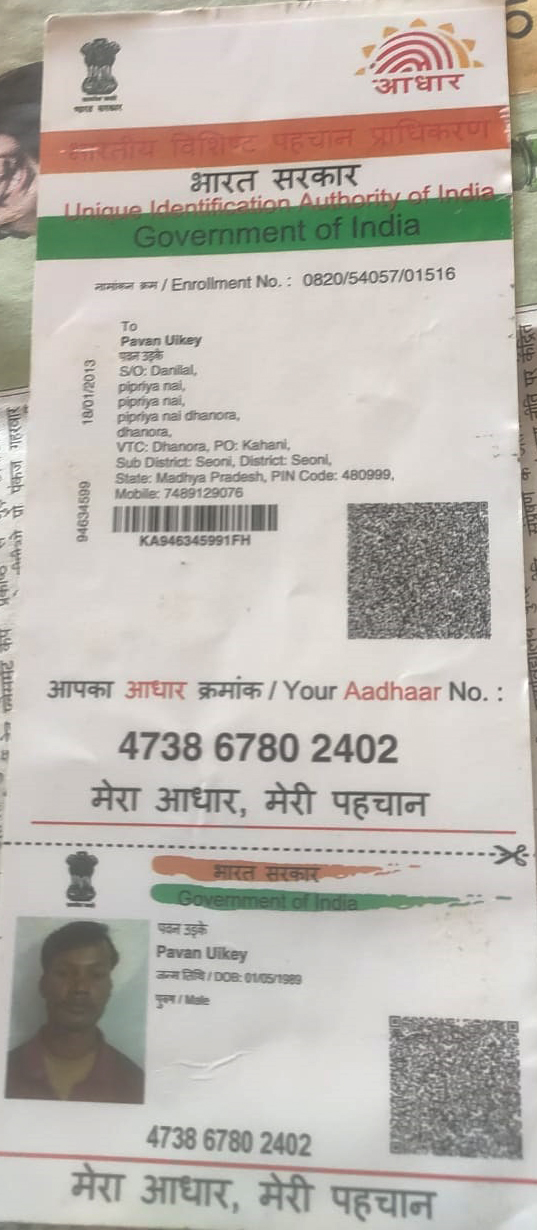 भारत सरकार
आधार
भारतीय विशिष्ट पहचान प्राधिकरण
भारत सरकार
Unique Identification Authority of India
Government of India
नामांकन क्रम / Enrollment No. : 0820/54057/01516
To
Pavan Uikey
पवन उइके
S/O: Danilal,
pipriya nai,
pipriya nai,
pipriya nai dhanora,
dhanora,
VTC: Dhanora, PO: Kahani,
Sub District: Seoni, District: Seoni,
State: Madhya Pradesh, PIN Code: 480999,
Mobile: 7489129076
18/01/2013
94634599
KA946345991FH
आपका आधार क्रमांक / Your Aadhaar No. :
4738 6780 2402
मेरा आधार, मेरी पहचान
भारत सरकार
Government of India
पवन उइके
Pavan Uikey
जन्म तिथि / DOB: 01/05/1989
पुरुष / Male
4738 6780 2402
मेरा आधार, मेरी पहचान